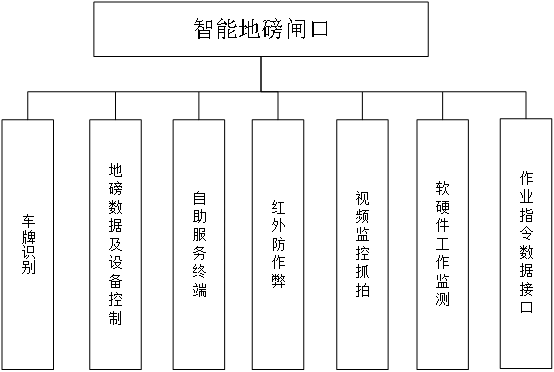 智能地磅闸口
车牌识别
地磅数据及设备控制
自助服务终端
红外防作弊
视频监控抓拍
软硬件工作监测
作业指令数据接口